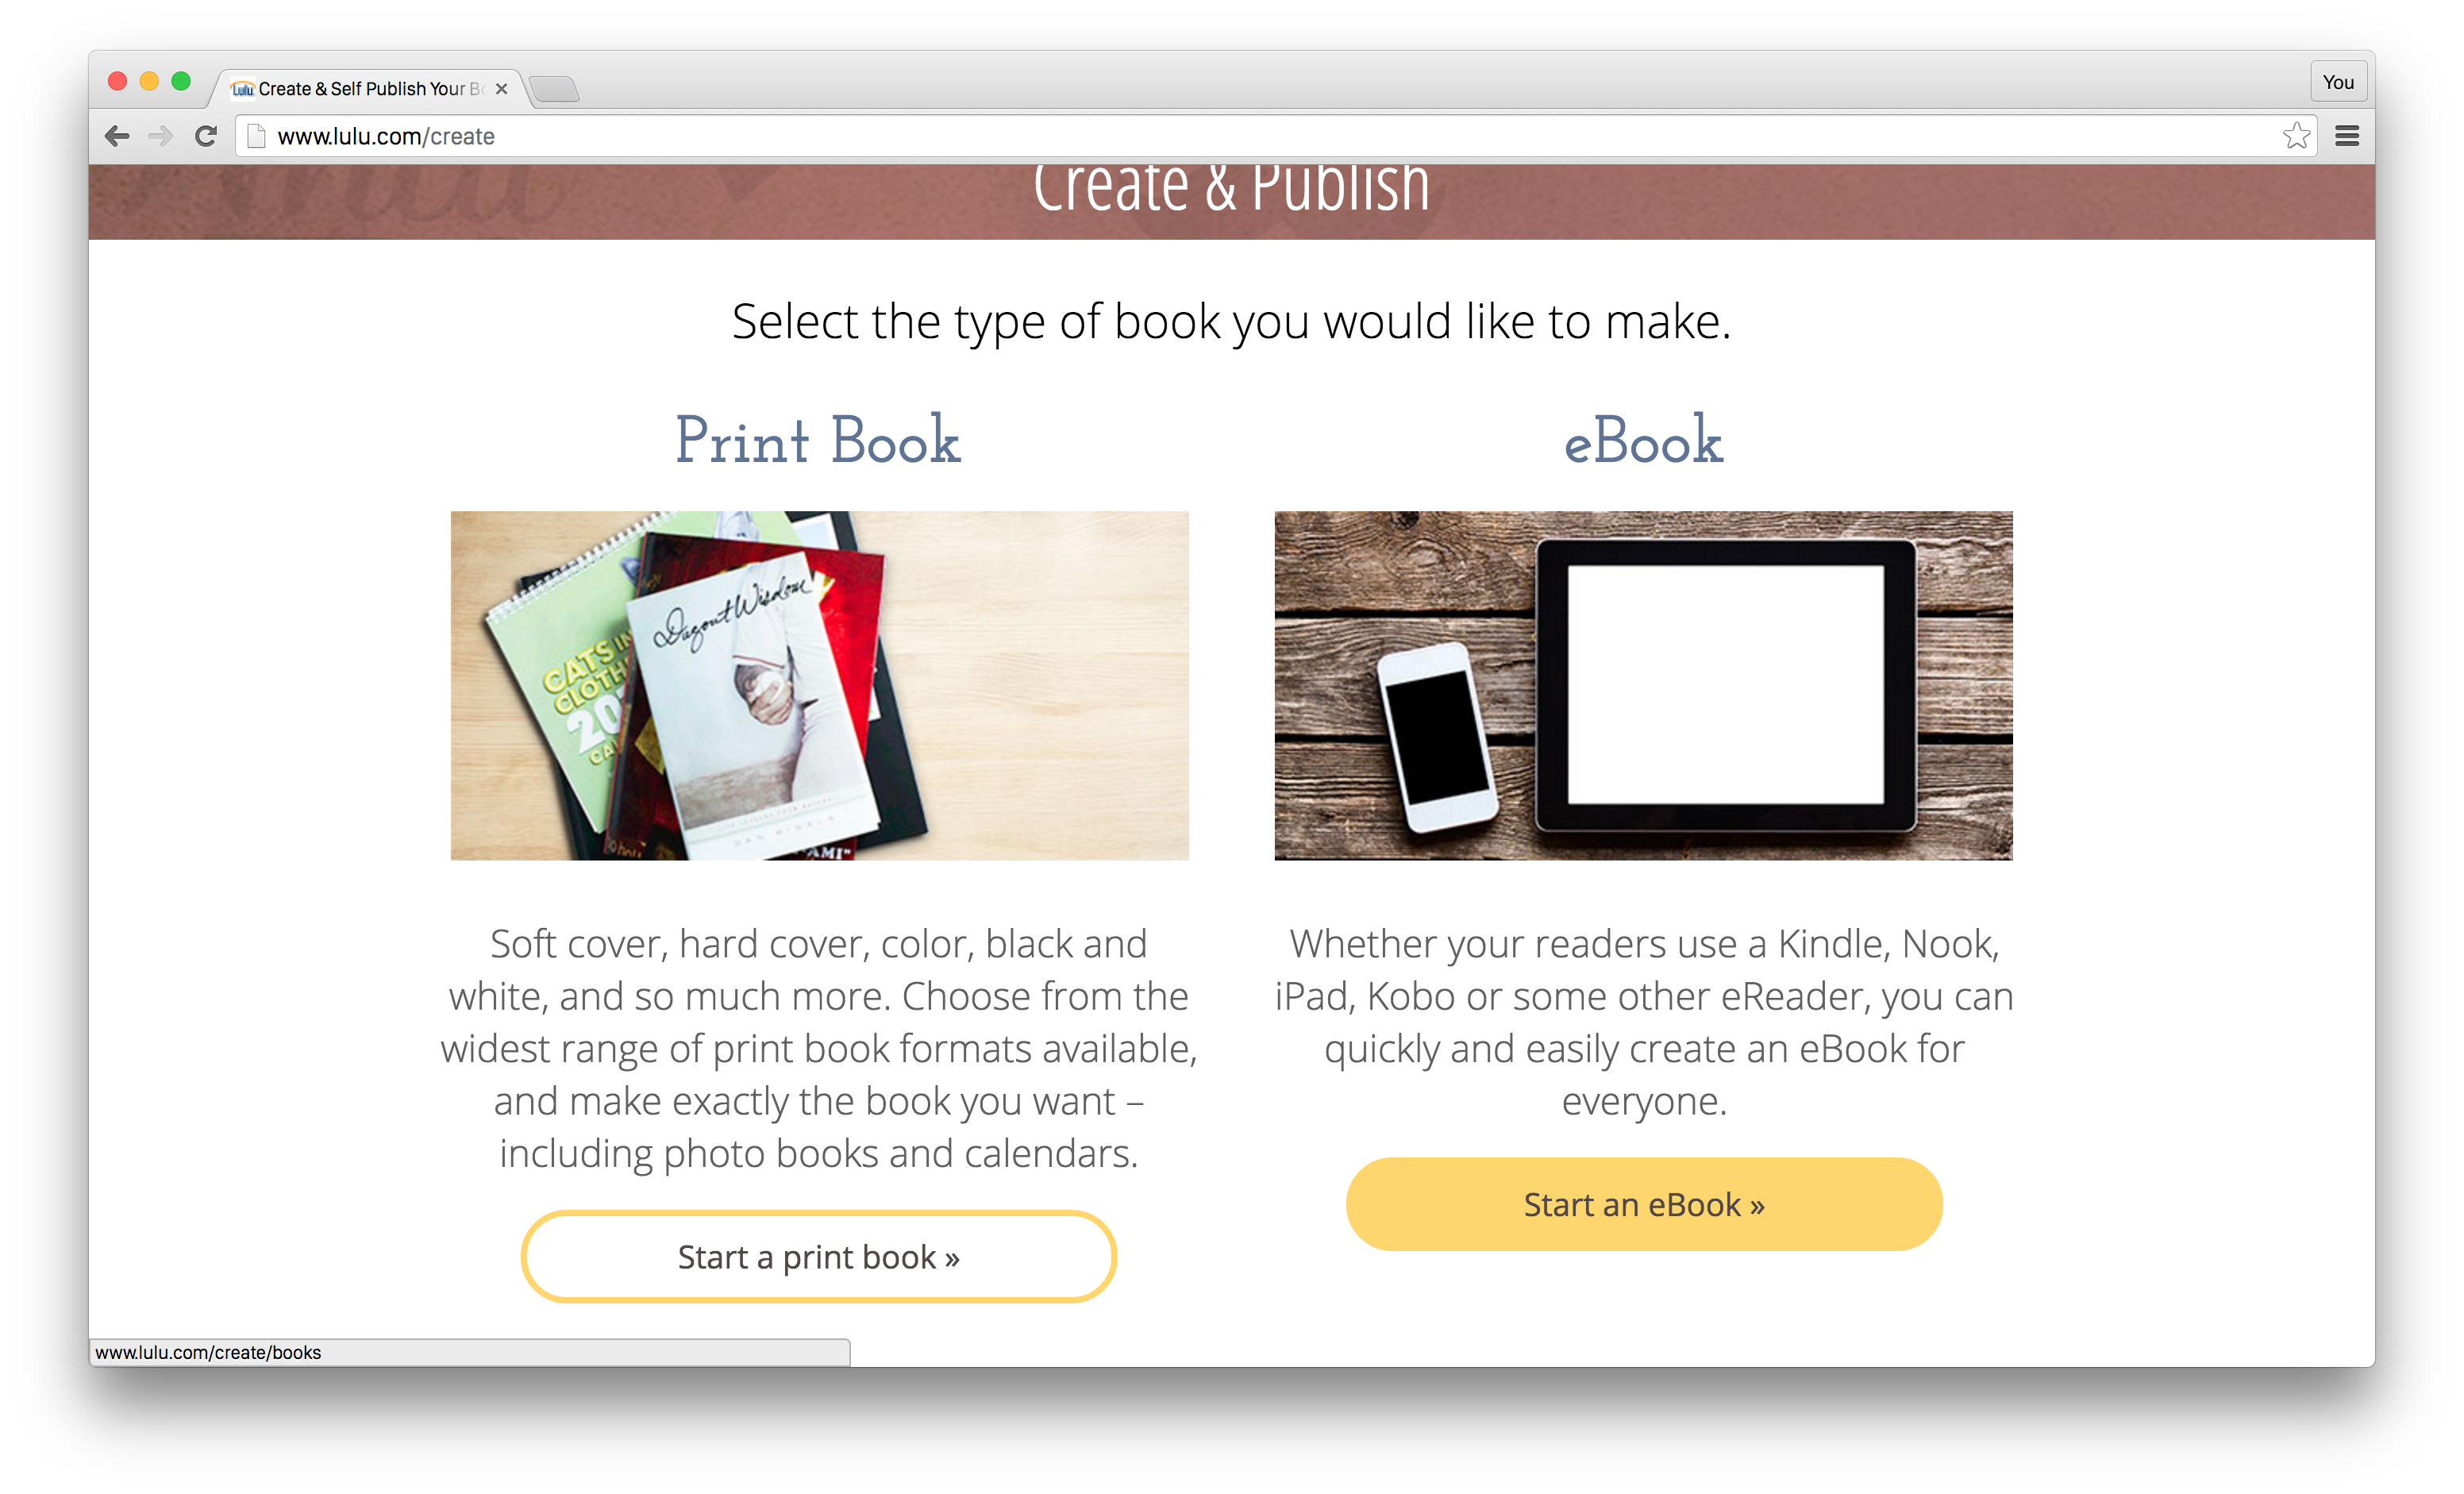 Lulu Create & Self Publish Your Bo
You
www.lulu.com/create
Create & Publish
Select the type of book you would like to make.
Print Book
CATS IN
CLOTH
20
CA
Dugout Wisdom
Soft cover, hard cover, color, black and
white, and so much more. Choose from the
widest range of print book formats available,
and make exactly the book you want –
including photo books and calendars.
Start a print book »
eBook
Whether your readers use a Kindle, Nook,
iPad, Kobo or some other eReader, you can
quickly and easily create an eBook for
everyone.
Start an eBook »
www.lulu.com/create/books